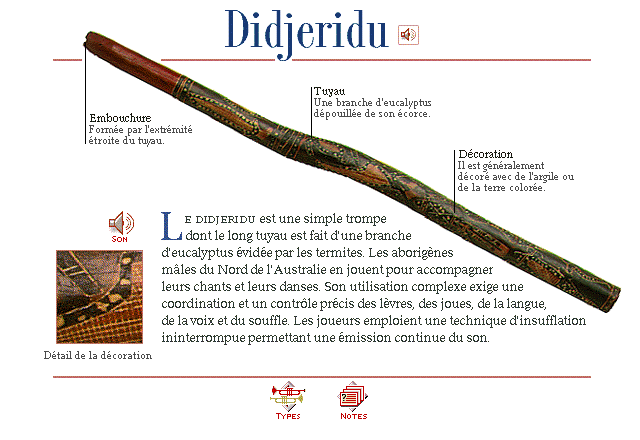 Didjeridu
Tuyau
Une branche d'eucalyptus
dépouillée de son écorce.
Embouchure
Formée par l'extrémité
étroite du tuyau.
Décoration
Il est généralement
décoré avec de l'argile ou
de la terre colorée.
LE DIDJERIDU est une simple trompe
dont le long tuyau est fait d'une branche
d'eucalyptus évidée par les termites. Les aborigènes
mâles du Nord de l'Australie en jouent pour accompagner
leurs chants et leurs danses. Son utilisation complexe exige une
coordination et un contrôle précis des lèvres, des joues, de la langue,
de la voix et du souffle. Les joueurs emploient une technique d'insufflation
ininterrompue permettant une émission continue du son.
SON
Détail de la décoration
TYPES
NOTES